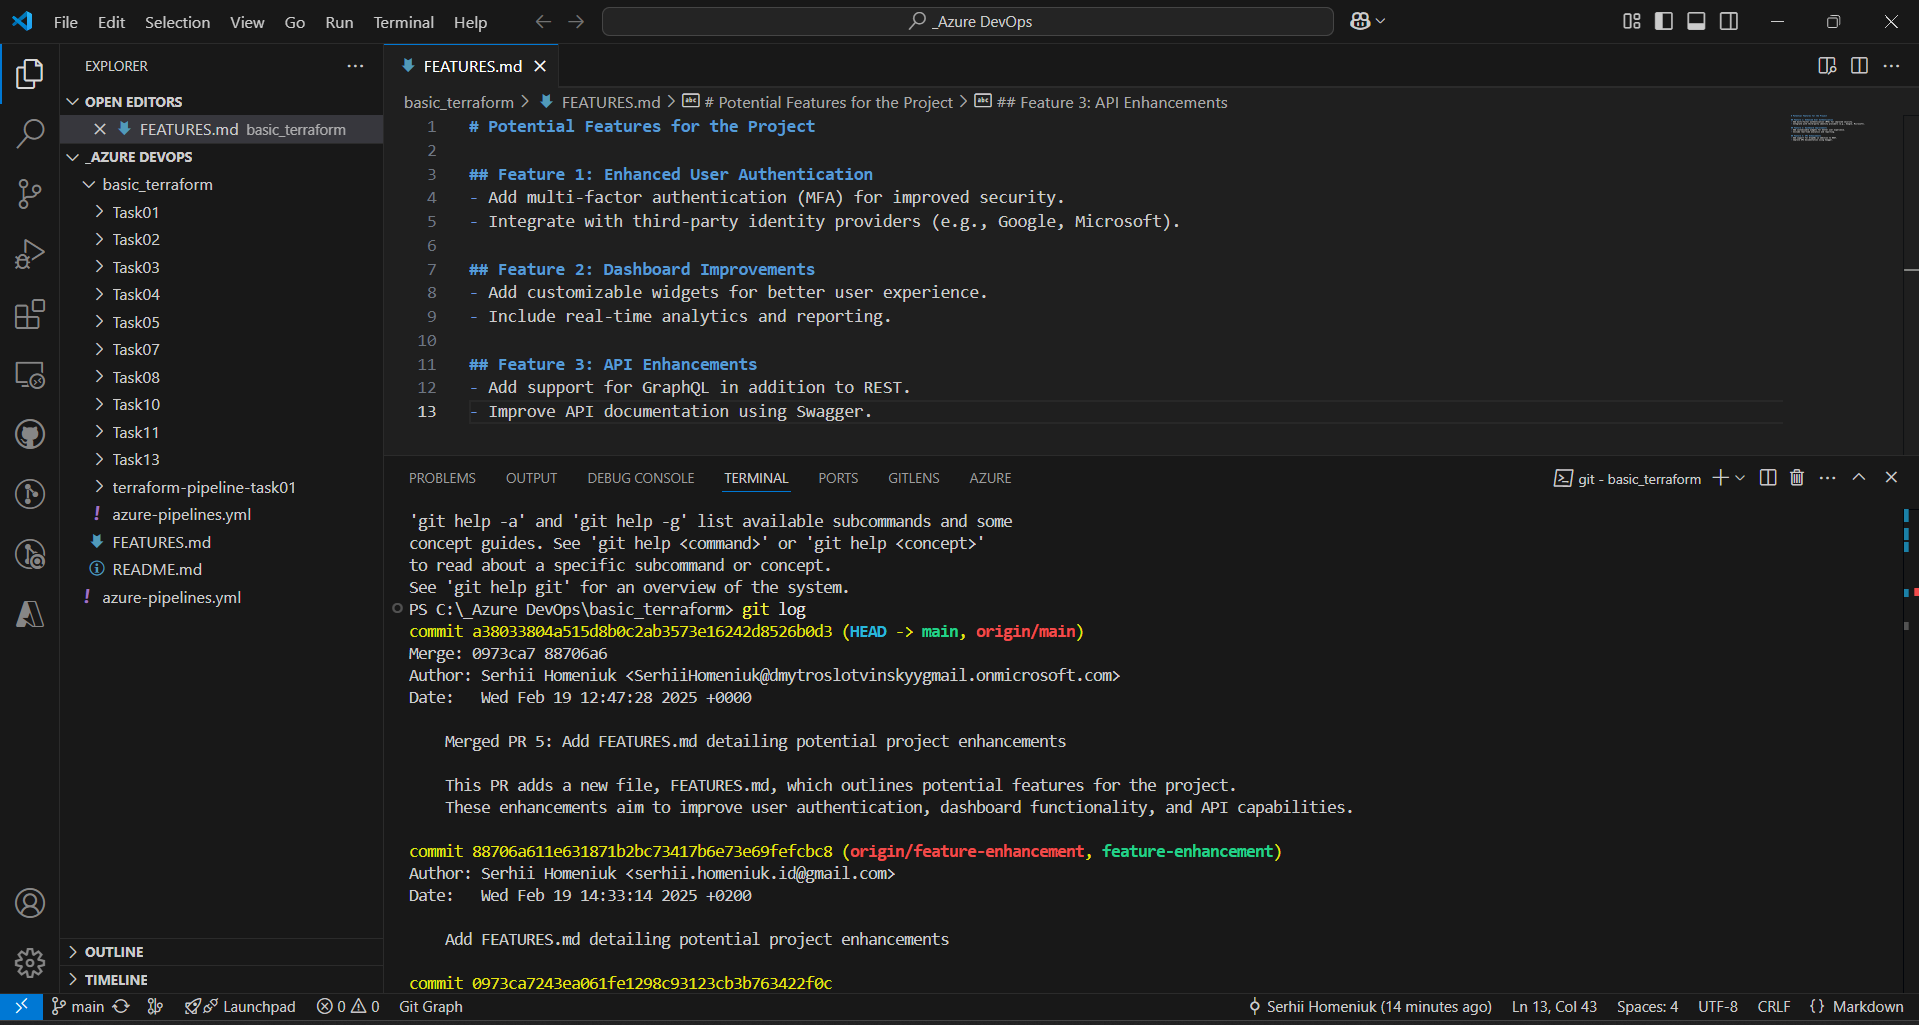 File Edit Selection View Go Run Terminal Help
_Azure DevOps
EXPLORER
OPEN EDITORS
FEATURES.md basic_terraform
_AZURE DEVOPS
basic_terraform
Task01
Task02
Task03
Task04
Task05
Task07
Task08
Task10
Task11
Task13
terraform-pipeline-task01
! azure-pipelines.yml
FEATURES.md
README.md
! azure-pipelines.yml
OUTLINE
TIMELINE
FEATURES.md
basic_terraform > FEATURES.md > # Potential Features for the Project > ## Feature 3: API Enhancements
1 # Potential Features for the Project
2
3 ## Feature 1: Enhanced User Authentication
4 - Add multi-factor authentication (MFA) for improved security.
5 - Integrate with third-party identity providers (e.g., Google, Microsoft).
6
7 ## Feature 2: Dashboard Improvements
8 - Add customizable widgets for better user experience.
9 - Include real-time analytics and reporting.
10
11 ## Feature 3: API Enhancements
12 - Add support for GraphQL in addition to REST.
13 - Improve API documentation using Swagger.
PROBLEMS OUTPUT DEBUG CONSOLE TERMINAL PORTS GITLENS AZURE
git - basic_terraform
'git help -a' and 'git help -g' list available subcommands and some
concept guides. See 'git help <command>' or 'git help <concept>'
to read about a specific subcommand or concept.
See 'git help git' for an overview of the system.
PS C:\_Azure DevOps\basic_terraform> git log
commit a38033804a515d8b0c2ab3573e16242d8526b0d3 (HEAD -> main, origin/main)
Merge: 0973ca7 88706a6
Author: Serhii Homeniuk <SerhiiHomeniuk@dmytroslotvinskyygmail.onmicrosoft.com>
Date:   Wed Feb 19 12:47:28 2025 +0000
Merged PR 5: Add FEATURES.md detailing potential project enhancements
This PR adds a new file, FEATURES.md, which outlines potential features for the project.
These enhancements aim to improve user authentication, dashboard functionality, and API capabilities.
commit 88706a611e631871b2bc73417b6e73e69fefcbc8 (origin/feature-enhancement, feature-enhancement)
Author: Serhii Homeniuk <serhii.homeniuk.id@gmail.com>
Date:   Wed Feb 19 14:33:14 2025 +0200
Add FEATURES.md detailing potential project enhancements
commit 0973ca7243ea061fe1298c93123cb3b763422f0c
main Launchpad 0 0 Git Graph
Serhii Homeniuk (14 minutes ago) Ln 13, Col 43 Spaces: 4 UTF-8 CRLF {} Markdown